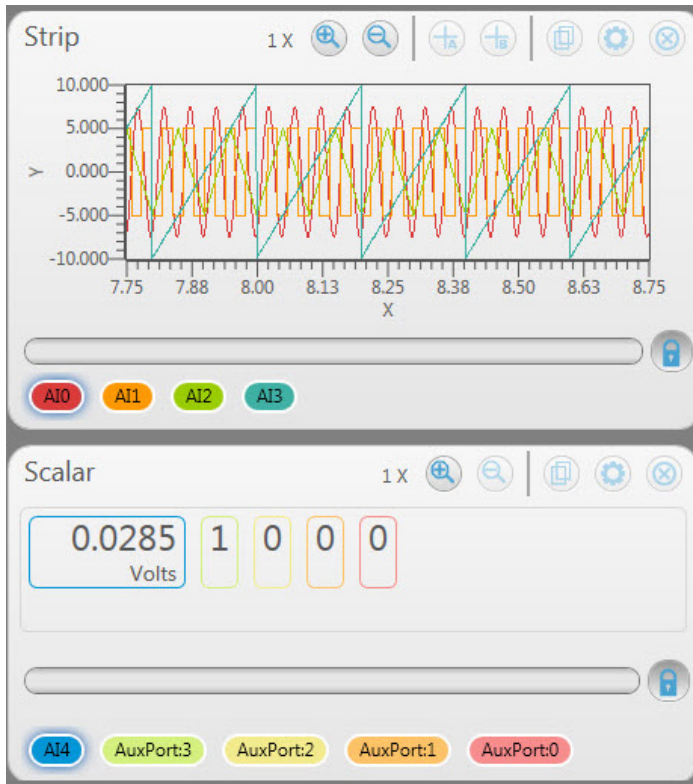 Strip
1 X
A
B
10.000
5.000
0.000
-5.000
-10.000
Y
7.75 7.88 8.00 8.13 8.25 8.38 8.50 8.63 8.75
X
AI0 AI1 AI2 AI3
Scalar
1 X
0.0285 1 0 0 0
Volts
AI4 AuxPort:3 AuxPort:2 AuxPort:1 AuxPort:0